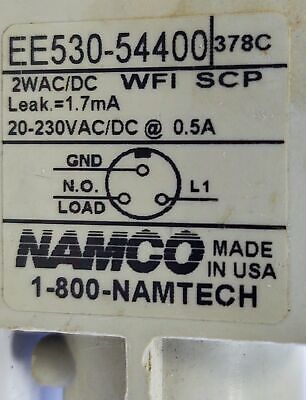 EE530-54400 378C
2WAC/DC WFI SCP
Leak.=1.7mA
20-230VAC/DC @ 0.5A
GND
N.O. L1
LOAD
NAMCO MADE
IN USA
1-800-NAMTECH